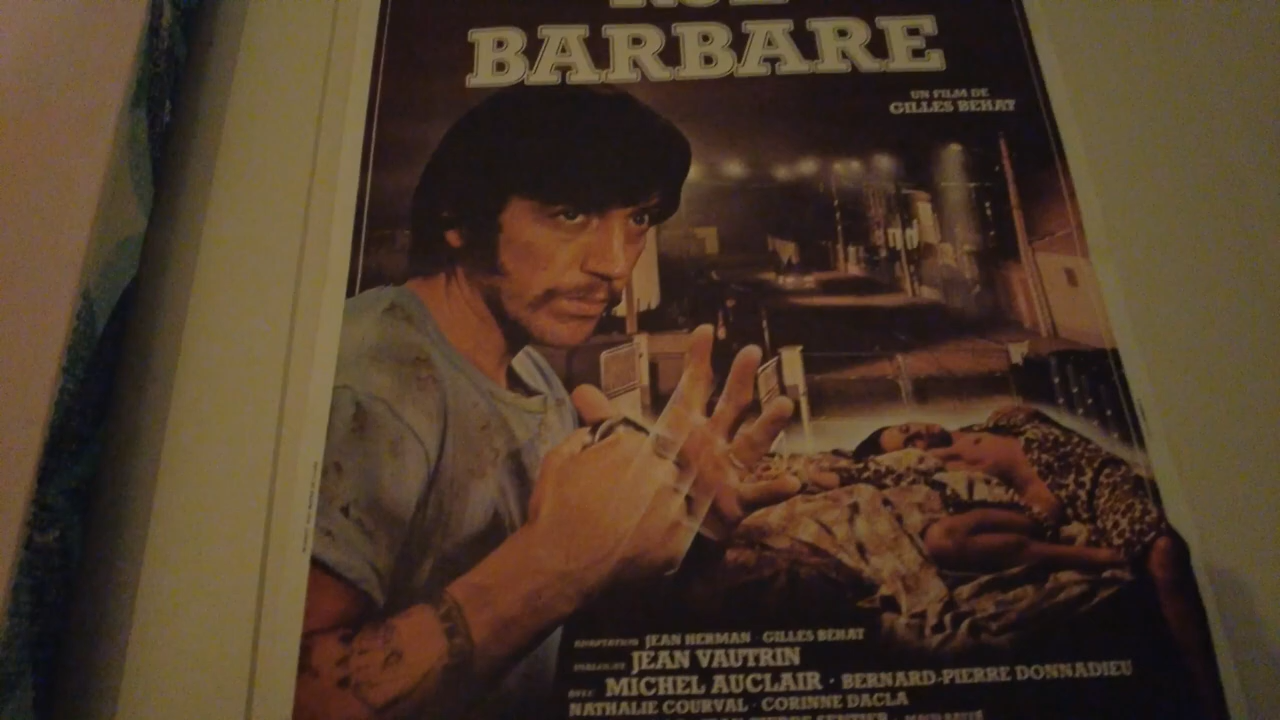 BARBARE
UN FILM DE
GILLES BEHAT
ADAPTATION JEAN HERMAN · GILLES BEHAT
JEAN VAUTRIN
AVEC MICHEL AUCLAIR · BERNARD-PIERRE DONNADIEU
NATHALIE COURVAL · CORINNE DACLA